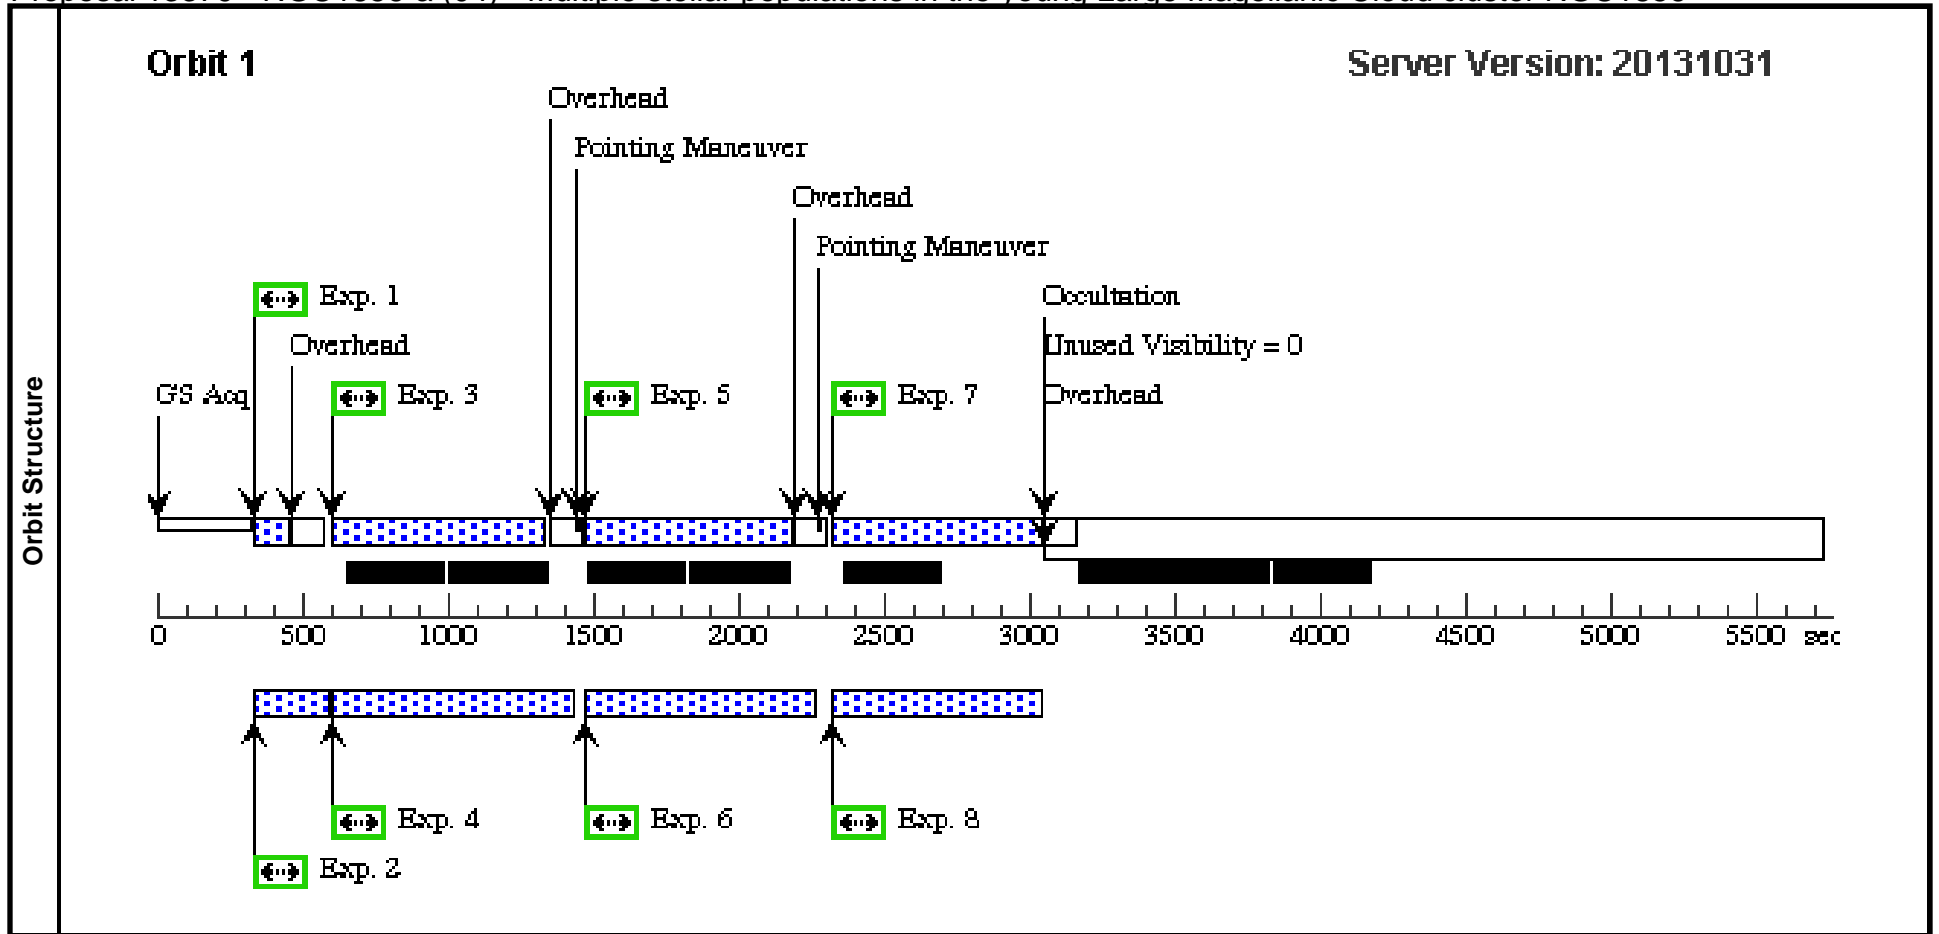 Orbit 1
Server Version: 20131031
Overhead
Pointing Maneuver
Overhead
Pointing Maneuver
Exp. 1
Occultation
Overhead
Unused Visibility = 0
GS Acq
Exp. 3
Exp. 5
Exp. 7
Overhead
Orbit Structure
0 500 1000 1500 2000 2500 3000 3500 4000 4500 5000 5500 sec
Exp. 4
Exp. 6
Exp. 8
Exp. 2